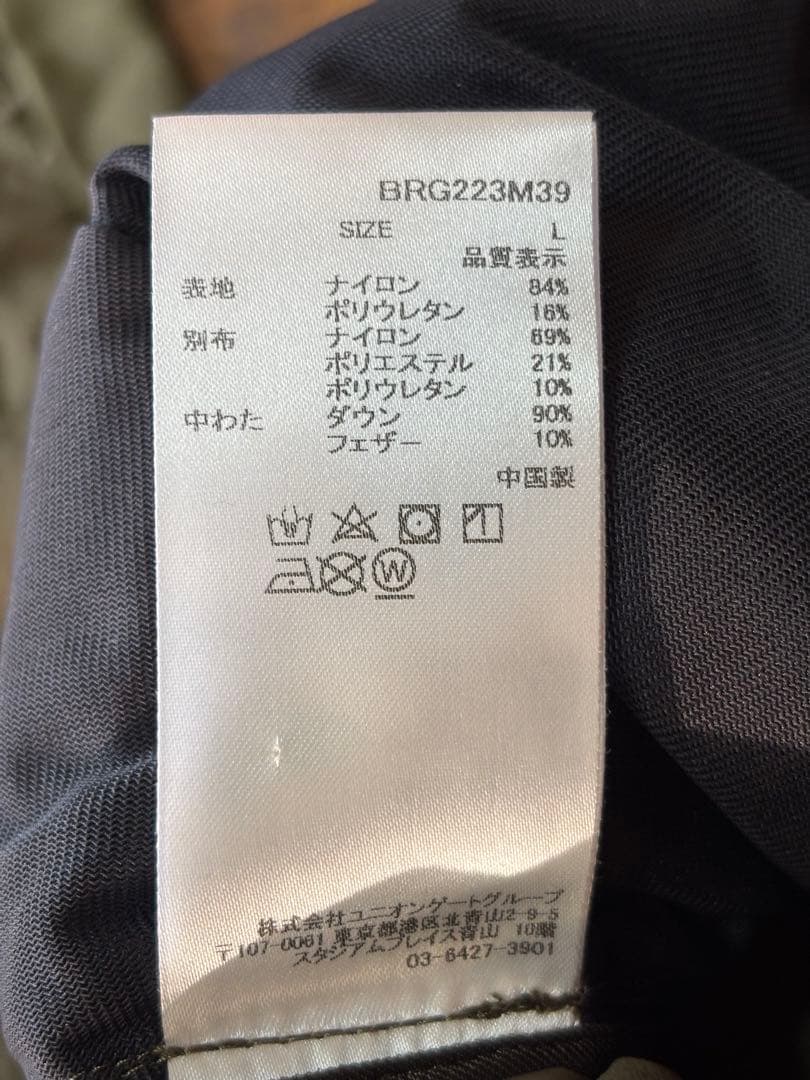 BRG223M39
SIZE L
品質表示
表地 ナイロン 84%
ポリウレタン 16%
別布 ナイロン 69%
ポリエステル 21%
ポリウレタン 10%
中わた ダウン 90%
フェザー 10%
中国製
W
株式会社ユニオンゲートグループ
〒107-0061 東京都港区北青山2-9-5
スタジアムプレイス青山 10階
03-6427-3901